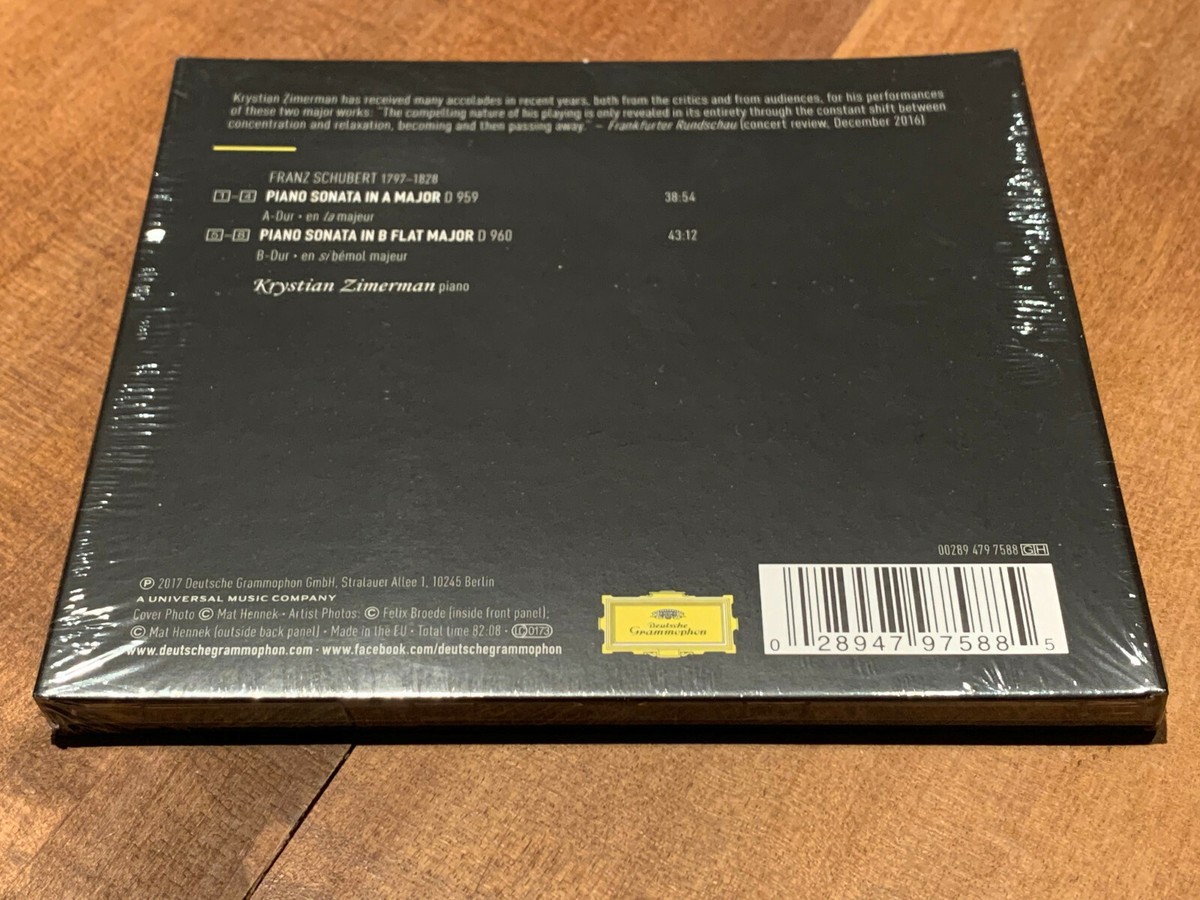 Krystian Zimerman has received many accolades in recent years, both from the critics and from audiences, for his performances
of these two major works: "The compelling nature of his playing is only revealed in its entirety through the constant shift between
concentration and relaxation, becoming and then passing away." – Frankfurter Rundschau (concert review, December 2016)
FRANZ SCHUBERT 1797–1828
1–4 PIANO SONATA IN A MAJOR D 959 38:54
A-Dur · en la majeur
5–8 PIANO SONATA IN B FLAT MAJOR D 960 43:12
B-Dur · en si bémol majeur
Krystian Zimerman piano
00289 479 7588 GH
℗ 2017 Deutsche Grammophon GmbH, Stralauer Allee 1, 10245 Berlin
A UNIVERSAL MUSIC COMPANY
Cover Photo © Mat Hennek · Artist Photos: © Felix Broede (inside front panel);
© Mat Hennek (outside back panel) · Made in the EU · Total time 82:08 · LC0173
www.deutschegrammophon.com · www.facebook.com/deutschegrammophon
Deutsche
Grammophon
0 28947 97588 5